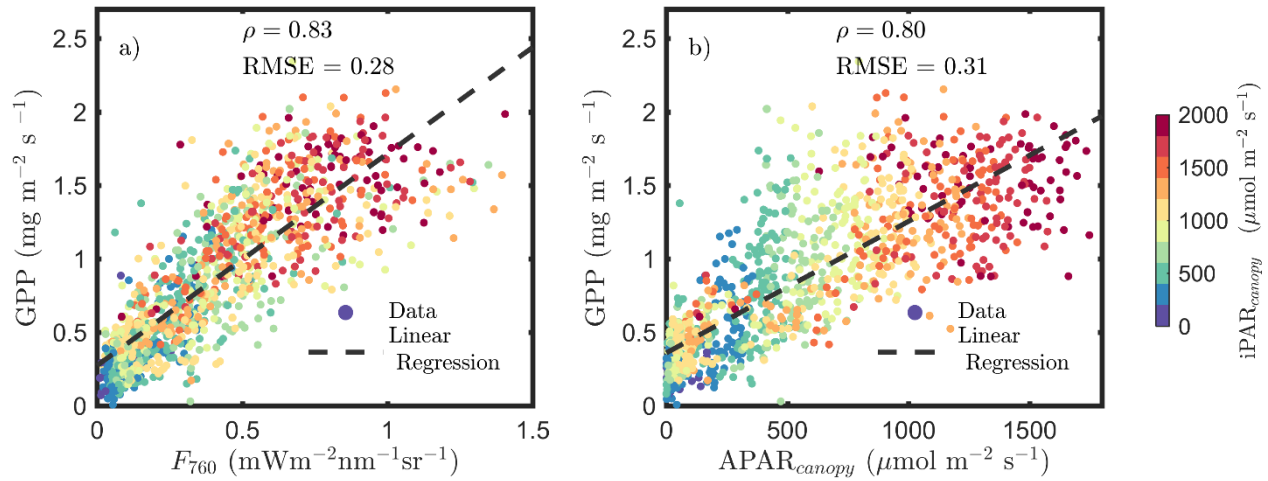 a)
ρ = 0.83
RMSE = 0.28
GPP (mg m⁻² s⁻¹)
2.5
2
1.5
1
0.5
0
Data
Linear
Regression
0 0.5 1 1.5
F₇₆₀ (mWm⁻²nm⁻¹sr⁻¹)
b)
ρ = 0.80
RMSE = 0.31
GPP (mg m⁻² s⁻¹)
2.5
2
1.5
1
0.5
0
Data
Linear
Regression
0 500 1000 1500
APAR_canopy (μmol m⁻² s⁻¹)
2000
1500
1000
500
0
iPAR_canopy (μmol m⁻² s⁻¹)